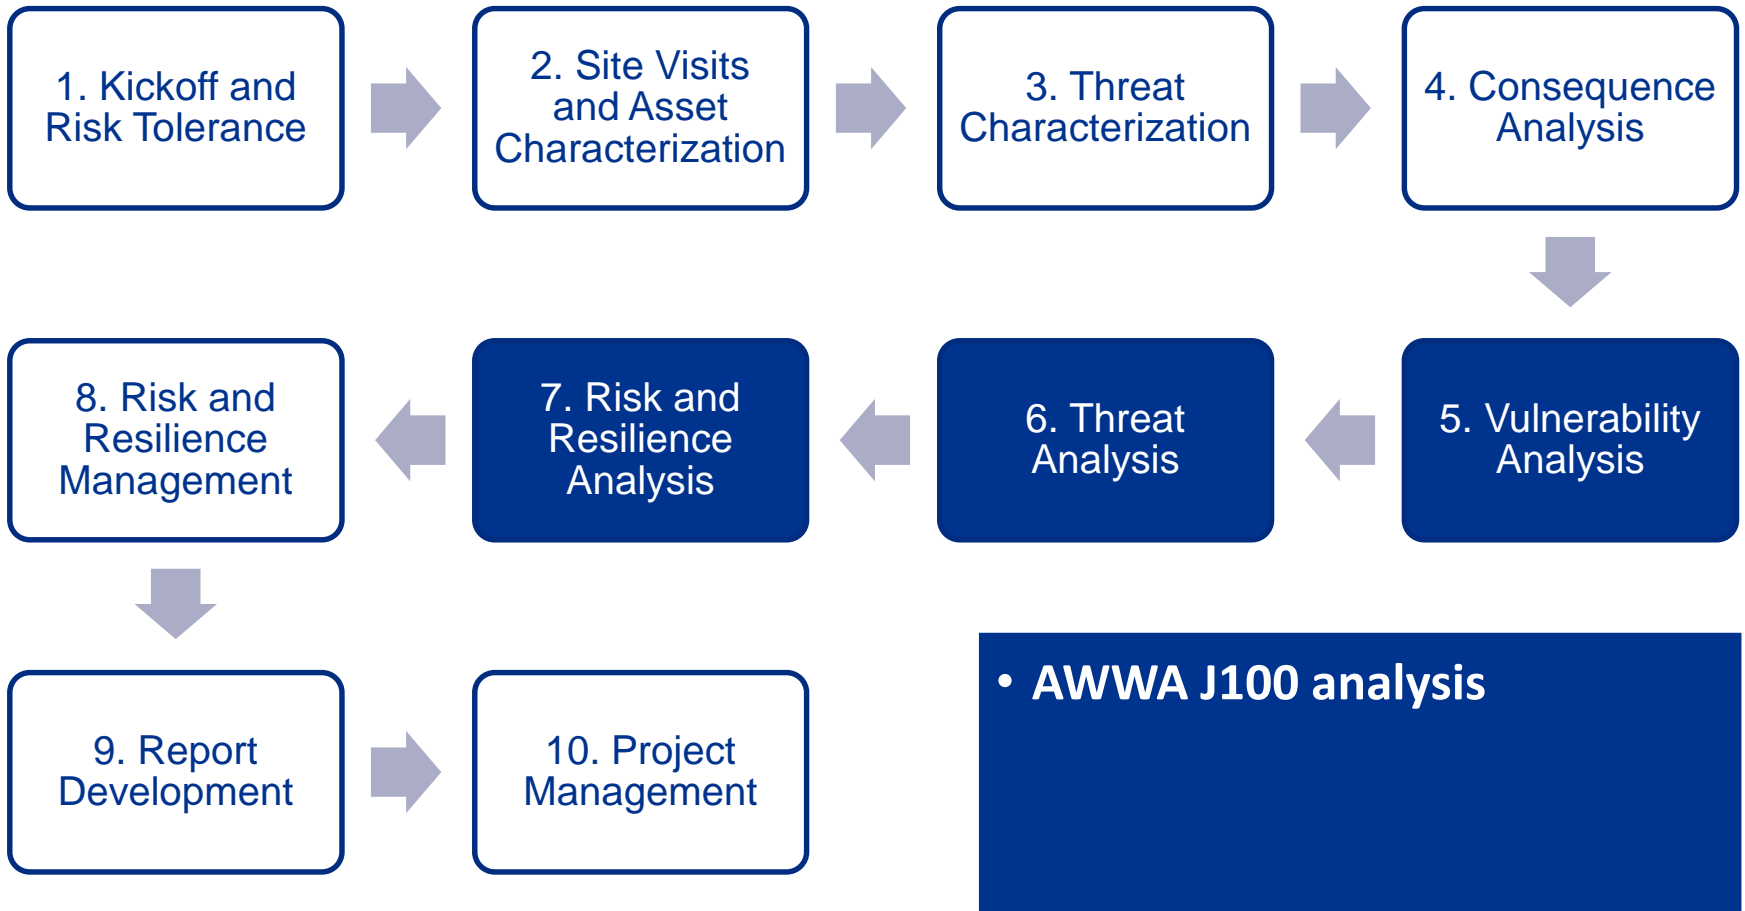 1. Kickoff and
Risk Tolerance
2. Site Visits
and Asset
Characterization
3. Threat
Characterization
4. Consequence
Analysis
5. Vulnerability
Analysis
6. Threat
Analysis
7. Risk and
Resilience
Analysis
8. Risk and
Resilience
Management
9. Report
Development
10. Project
Management
• AWWA J100 analysis